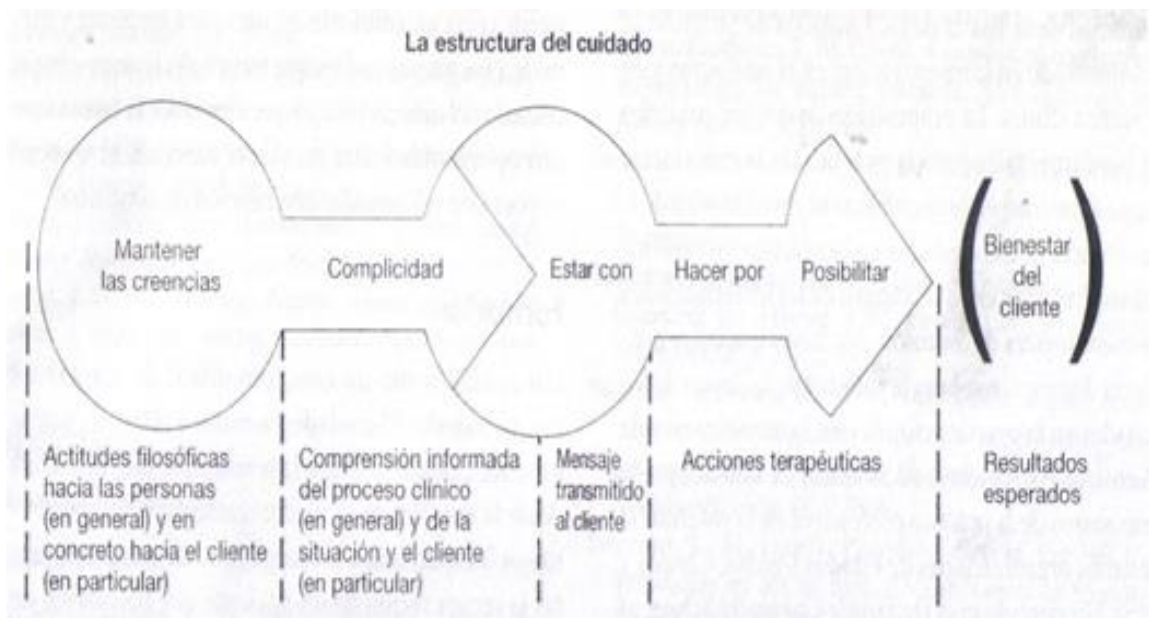 La estructura del cuidado
Mantener
las creencias
Complicidad
Estar con
Hacer por
Posibilitar
Bienestar
del
cliente
Actitudes filosóficas
hacia las personas
(en general) y en
concreto hacia el cliente
(en particular)
Comprensión informada
del proceso clínico
(en general) y de la
situación y el cliente
(en particular)
Mensaje
transmitido
al cliente
Acciones terapéuticas
Resultados
esperados